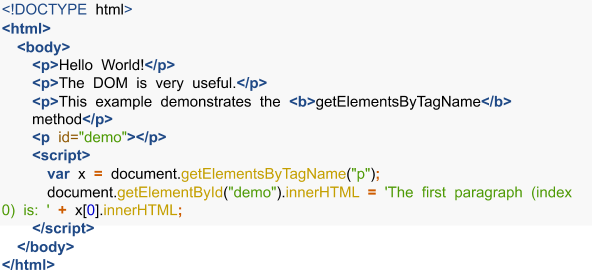 <!DOCTYPE html>
<html>
<body>
<p>Hello World!</p>
<p>The DOM is very useful.</p>
<p>This example demonstrates the <b>getElementsByTagName</b>
method</p>
<p id="demo"></p>
<script>
var x = document.getElementsByTagName("p");
document.getElementById("demo").innerHTML = 'The first paragraph (index
0) is: ' + x[0].innerHTML;
</script>
</body>
</html>